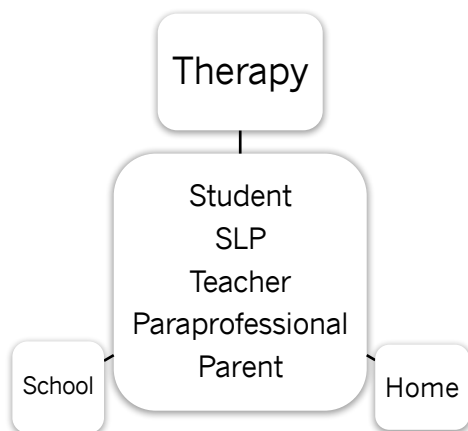 Therapy
Student
SLP
Teacher
Paraprofessional
Parent
School
Home